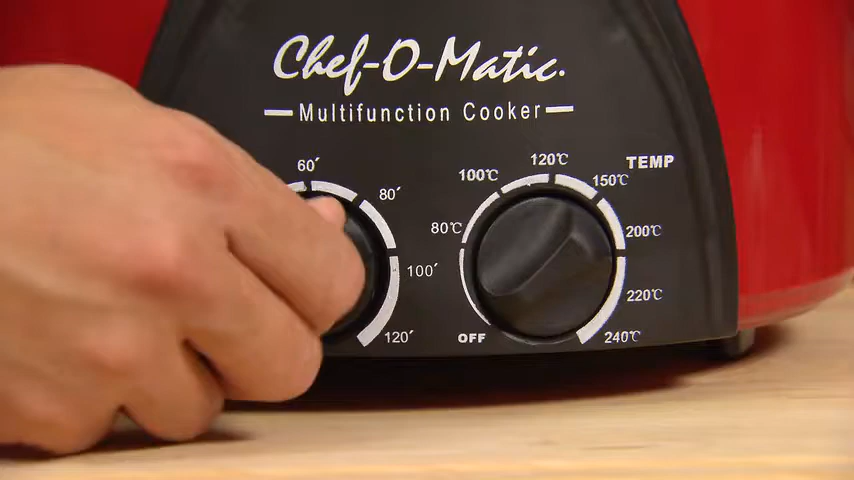 Chef-O-Matic.
Multifunction Cooker
60′
80′
100′
120′
TEMP
OFF
80℃
100℃
120℃
150℃
200℃
220℃
240℃